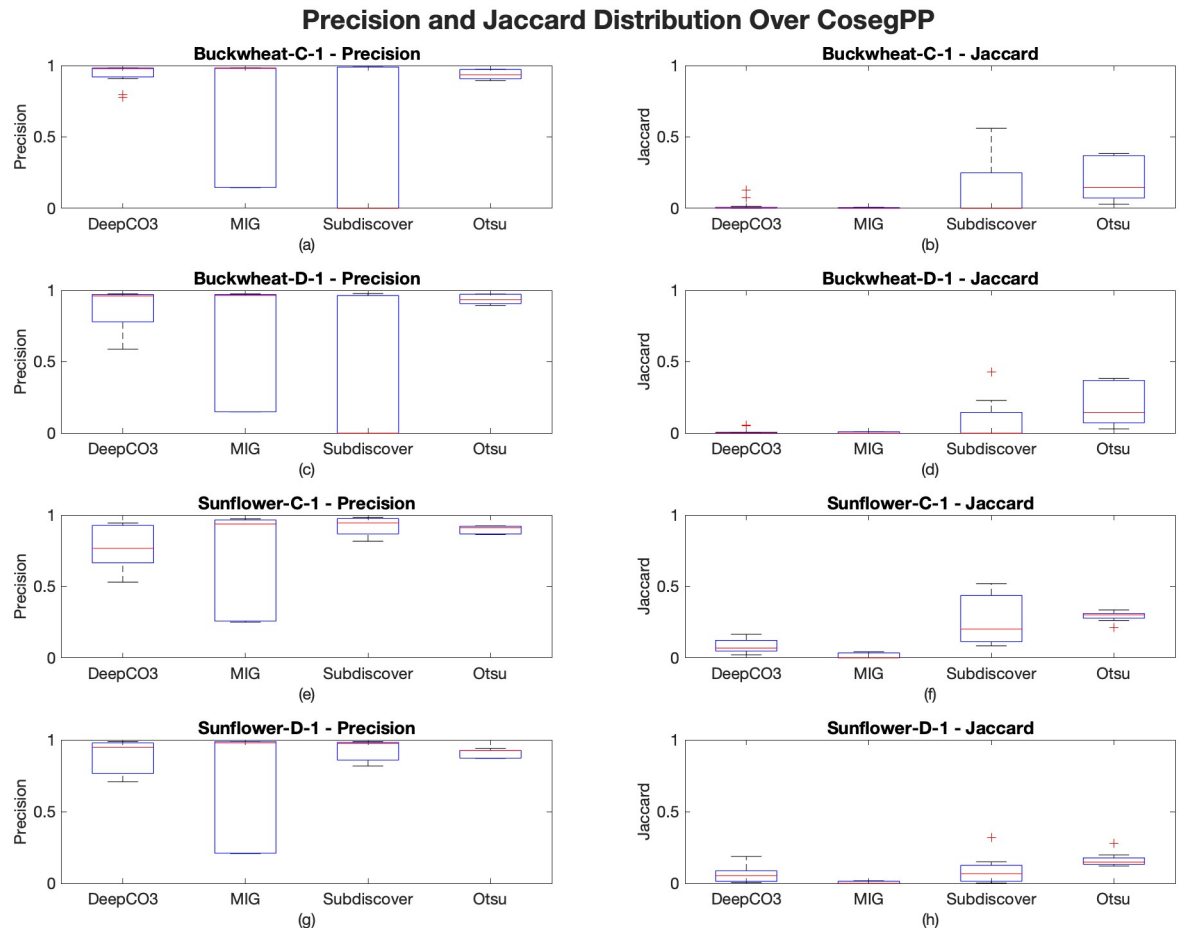 Precision and Jaccard Distribution Over CosegPP
Buckwheat-C-1 - Precision
1
0.5
0
Precision
DeepCO3 MIG Subdiscover Otsu
(a)
Buckwheat-C-1 - Jaccard
1
0.5
0
Jaccard
DeepCO3 MIG Subdiscover Otsu
(b)
Buckwheat-D-1 - Precision
1
0.5
0
Precision
DeepCO3 MIG Subdiscover Otsu
(c)
Buckwheat-D-1 - Jaccard
1
0.5
0
Jaccard
DeepCO3 MIG Subdiscover Otsu
(d)
Sunflower-C-1 - Precision
1
0.5
0
Precision
DeepCO3 MIG Subdiscover Otsu
(e)
Sunflower-C-1 - Jaccard
1
0.5
0
Jaccard
DeepCO3 MIG Subdiscover Otsu
(f)
Sunflower-D-1 - Precision
1
0.5
0
Precision
DeepCO3 MIG Subdiscover Otsu
(g)
Sunflower-D-1 - Jaccard
1
0.5
0
Jaccard
DeepCO3 MIG Subdiscover Otsu
(h)